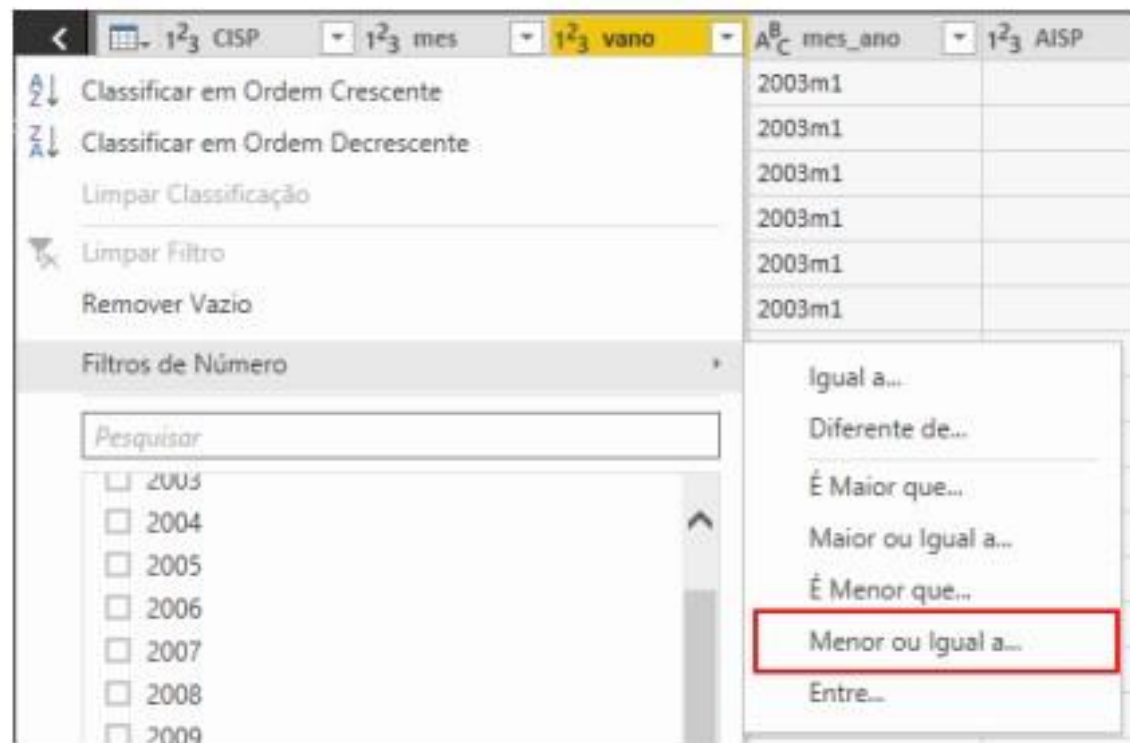 1²3 CISP 1²3 mes 1²3 vano ABC mes_ano 1²3 AISP
Classificar em Ordem Crescente
Classificar em Ordem Decrescente
Limpar Classificação
Limpar Filtro
Remover Vazio
Filtros de Número
Pesquisar
2003
2004
2005
2006
2007
2008
2009
2003m1
2003m1
2003m1
2003m1
2003m1
2003m1
Igual a...
Diferente de...
É Maior que...
Maior ou Igual a...
É Menor que...
Menor ou Igual a...
Entre...